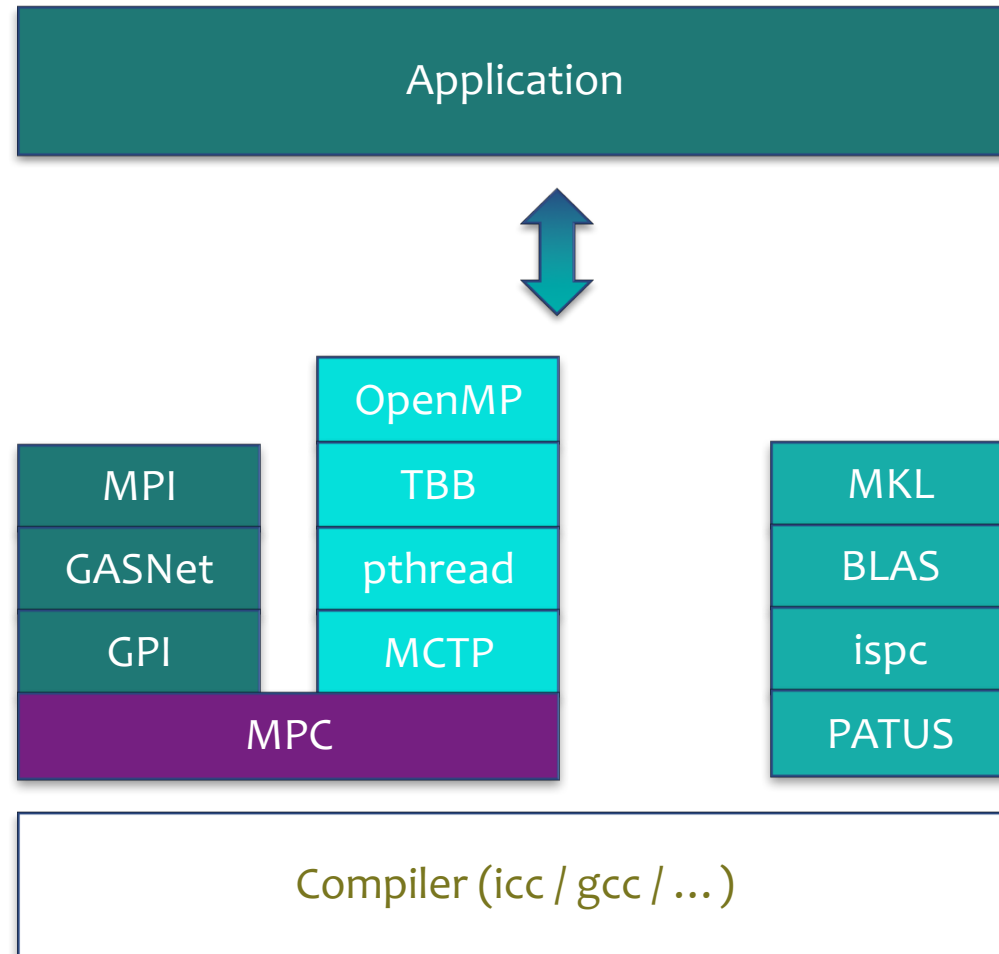 Application
OpenMP
MPI
TBB
MKL
GASNet
pthread
BLAS
GPI
MCTP
ispc
MPC
PATUS
Compiler (icc / gcc / ... )